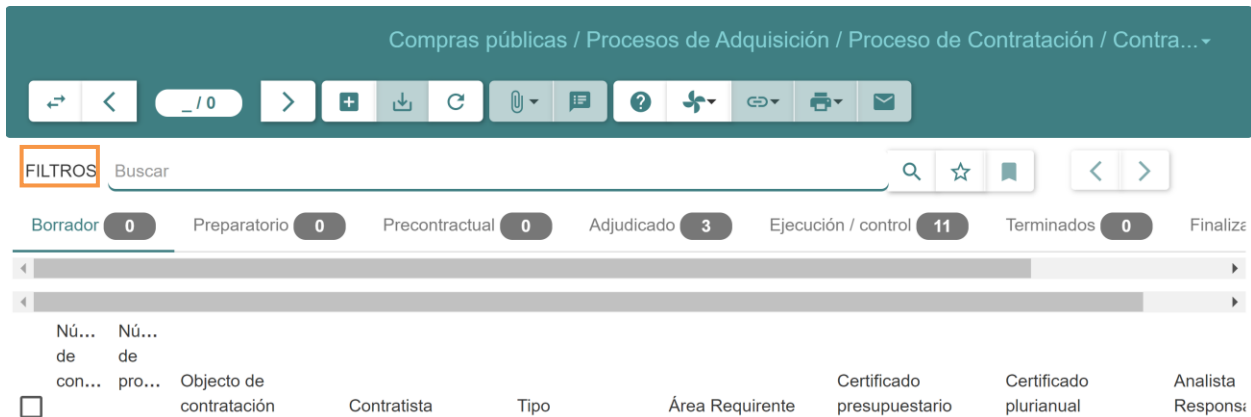 Compras públicas / Procesos de Adquisición / Proceso de Contratación / Contra...
_ / 0
FILTROS Buscar
Borrador 0 Preparatorio 0 Precontractual 0 Adjudicado 3 Ejecución / control 11 Terminados 0 Finaliza
Nú... Nú...
de de
con... pro... Objecto de Certificado Certificado Analista
contratación Contratista Tipo Área Requirente presupuestario plurianual Responsa